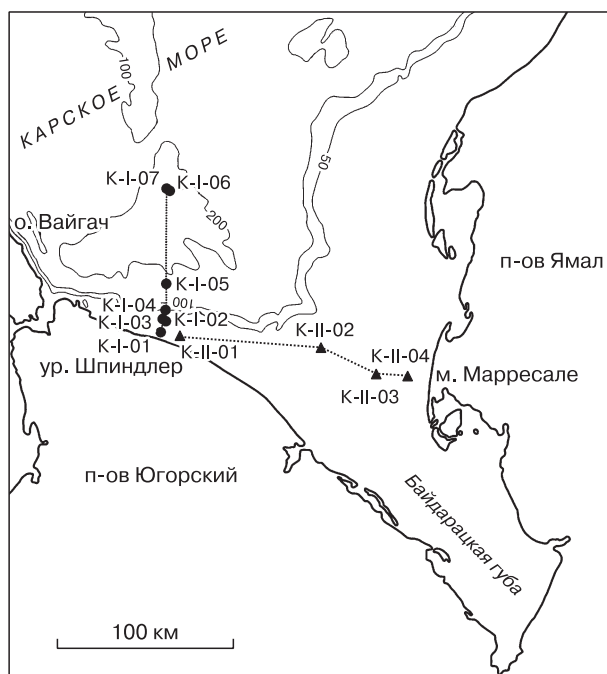 100
КАРСКОЕ МОРЕ
50
К-I-07 К-I-06
200
о. Вайгач
п-ов Ямал
К-I-05
К-I-04 100
К-I-03 К-I-02
К-II-02
К-I-01 К-II-01
К-II-04
ур. Шпиндлер
м. Марресале
К-II-03
п-ов Югорский
Байдарацкая губа
100 км